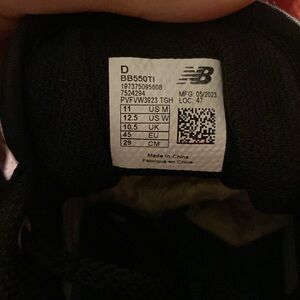 D
BB550TI
197375095608
7524294
PVFVW3923 TGH
MFG: 05/2023
LOC: 47
11 US M
12.5 US W
10.5 UK
45 EU
29 CM
Made in China
Fabriqué en Chine